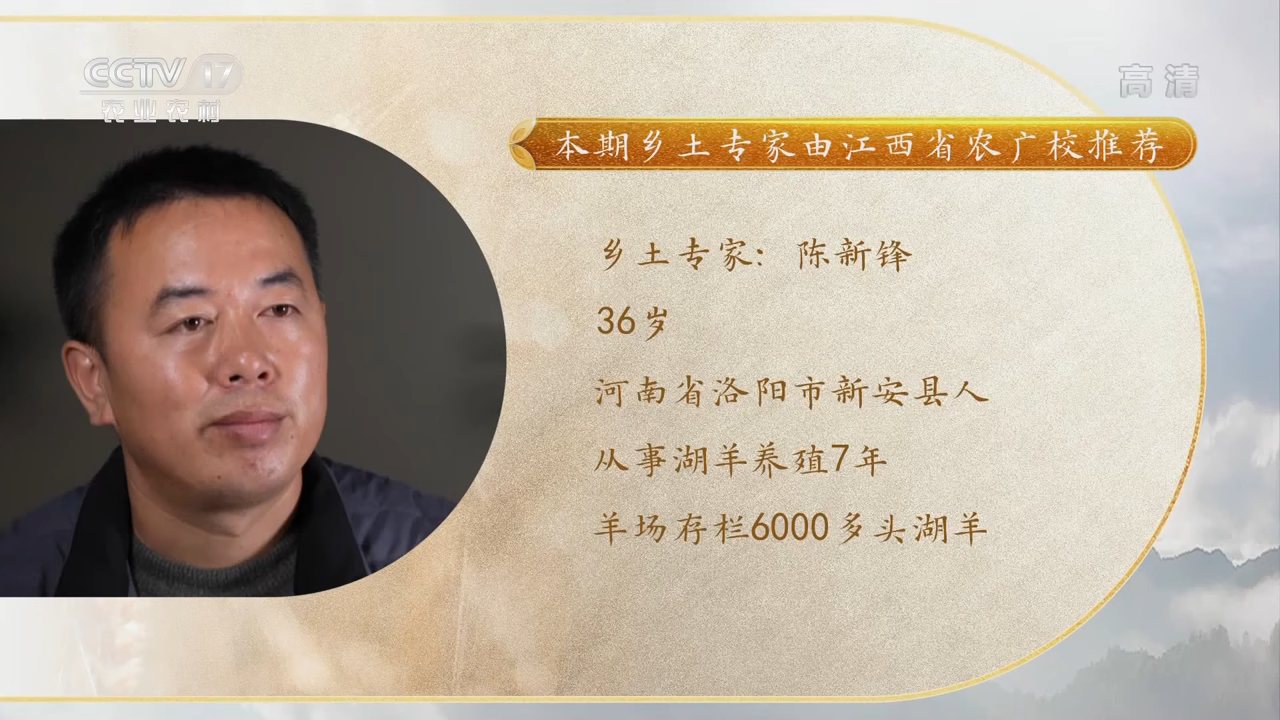 CCTV 17
农业农村
高清
本期乡土专家由江西省农广校推荐
乡土专家：陈新锋
36岁
河南省洛阳市新安县人
从事湖羊养殖7年
羊场存栏6000多头湖羊